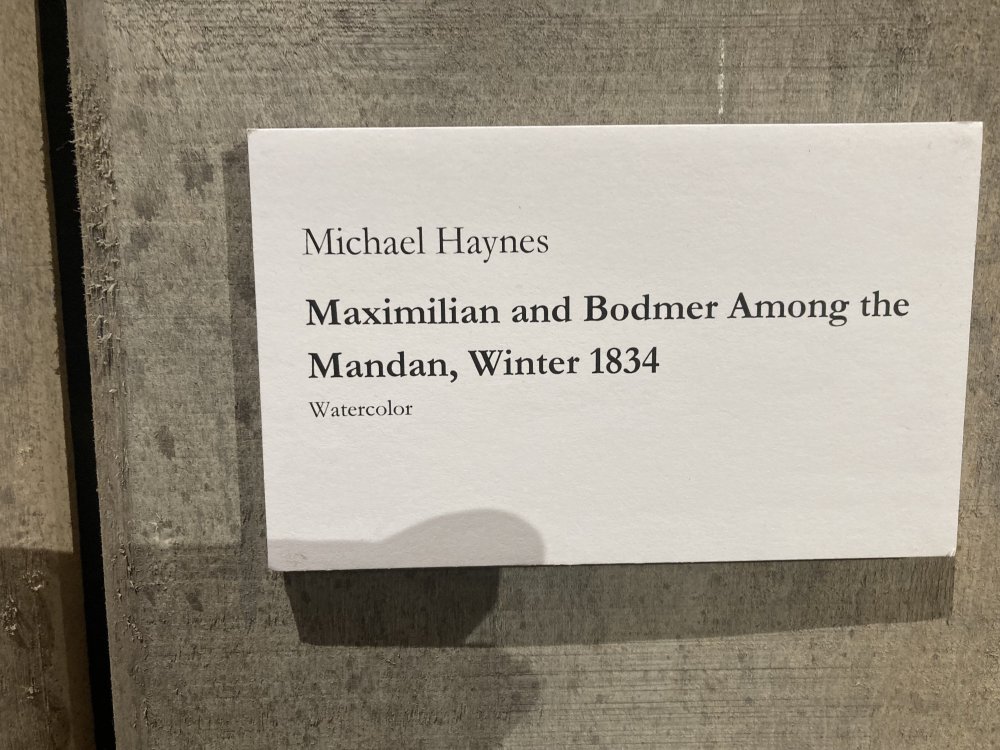 Michael Haynes
Maximilian and Bodmer Among the
Mandan, Winter 1834
Watercolor